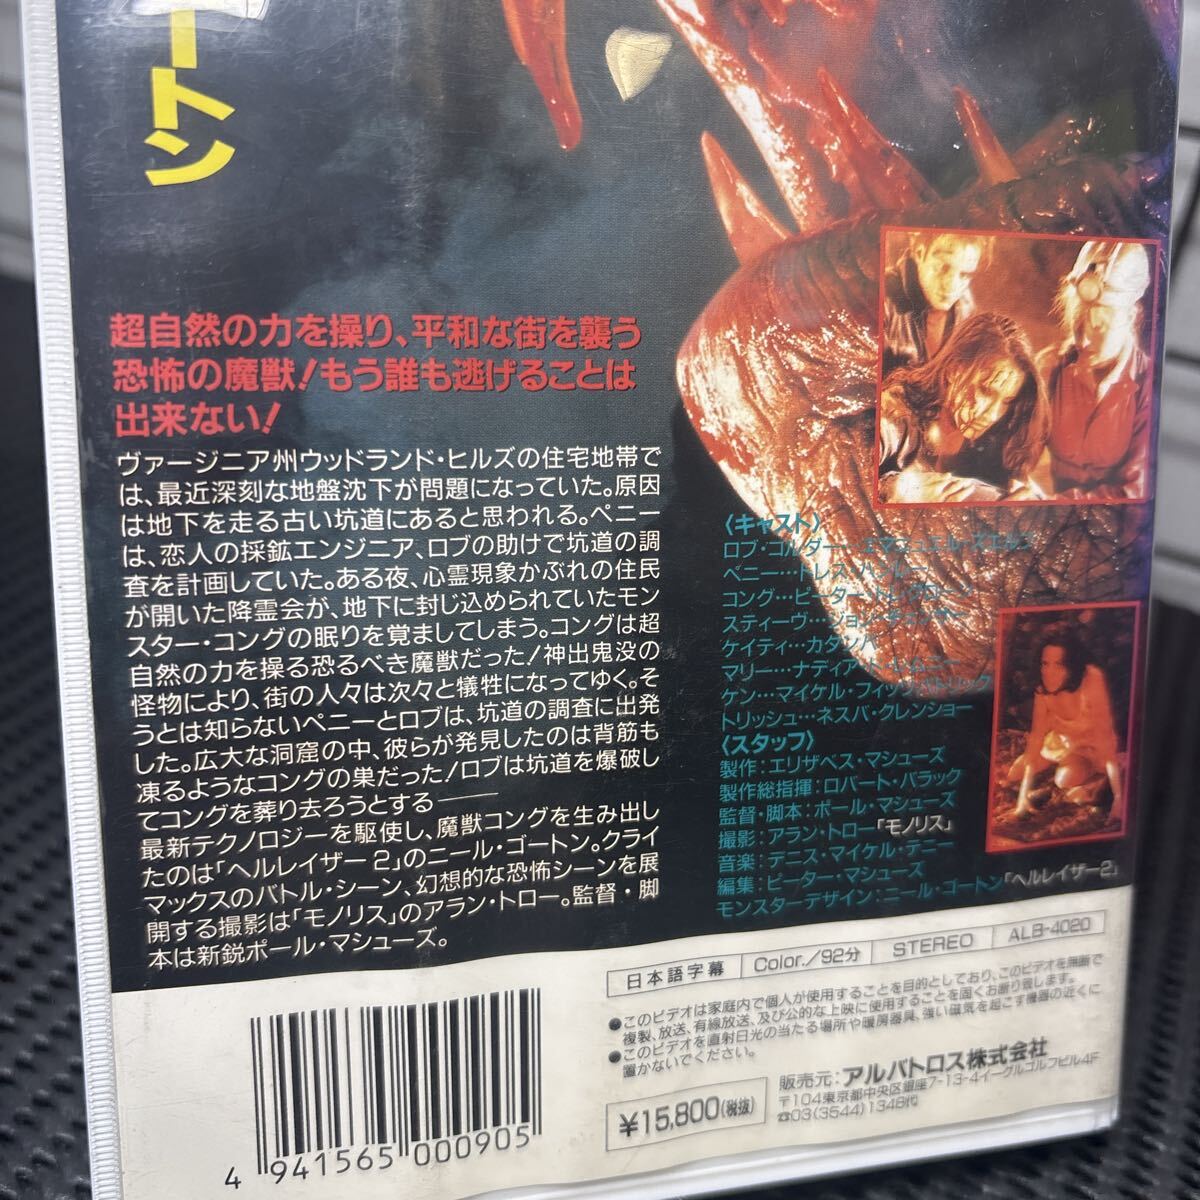 ートン
超自然の力を操り、平和な街を襲う
恐怖の魔獣!もう誰も逃げることは
出来ない!
ヴァージニア州ウッドランド・ヒルズの住宅地帯で
は、最近深刻な地盤沈下が問題になっていた。原因
は地下を走る古い坑道にあると思われる。ペニー
は、恋人の採鉱エンジニア、ロブの助けで坑道の調
査を計画していた。ある夜、心霊現象かぶれの住民
が開いた降霊会が、地下に封じ込められていたモン
スター・コングの眠りを覚ましてしまう。コングは超
自然の力を操る恐るべき魔獣だった!神出鬼没の
怪物により、街の人々は次々と犠牲になってゆく。そ
うとは知らないペニーとロブは、坑道の調査に出発
した。広大な洞窟の中、彼らが発見したのは背筋も
凍るようなコングの巣だった!ロブは坑道を爆破し
てコングを葬り去ろうとする――
最新テクノロジーを駆使し、魔獣コングを生み出し
たのは「ヘルレイザー2」のニール・ゴートン。クライ
マックスのバトル・シーン、幻想的な恐怖シーンを展
開する撮影は「モノリス」のアラン・トロー。監督・脚
本は新鋭ポール・マシューズ。
〈キャスト〉
ロブ・ゴルダー…エマニュエル・ズエレブ
ペニー…
コング…ピーター・
スティーヴ…ジョン・
ケイティ…カタリバ
マリー…ナディア・
ケン…マイケル・フィッツパトリック
トリッシュ…ネスバ・クレンショー
〈スタッフ〉
製作:エリザベス・マシューズ
製作総指揮:ロバート・バラック
監督・脚本:ポール・マシューズ
撮影:アラン・トロー「モノリス」
音楽:デニス・マイケル・テニー
編集:ピーター・マシューズ
モンスターデザイン:ニール・ゴートン「ヘルレイザー2」
日本語字幕 Color./92分 STEREO ALB-4020
●このビデオは家庭内で個人が使用することを目的としており、このビデオを無断で
複製、放送、有線放送、及び公的な上映に使用することを固くお断り致します。
●このビデオを直射日光の当たる場所や暖房器具、強い磁気を起こす機器の近くに
置かないでください。
¥15,800(税抜)
販売元:アルバトロス株式会社
〒104東京都中央区銀座7-13-4イーグルゴルフビル4F
☎03(3544)1348代
4 941565 000905